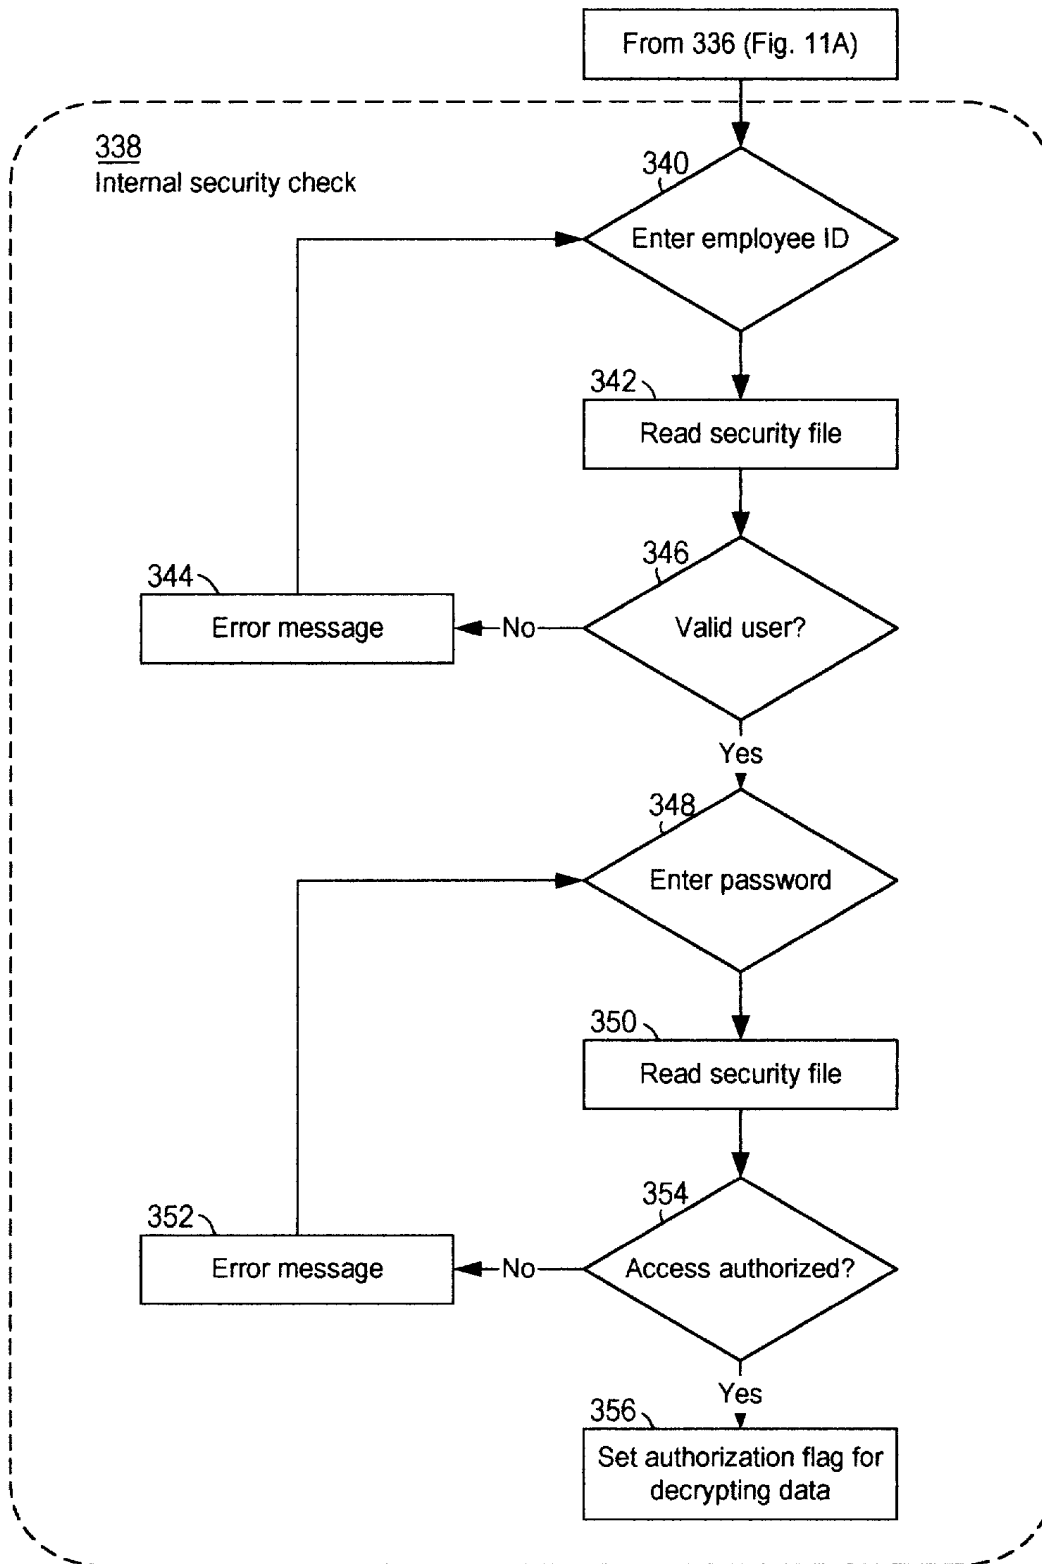 From 336 (Fig. 11A)
338
Internal security check
340
Enter employee ID
342
Read security file
346
Valid user?
344
Error message
No
Yes
348
Enter password
350
Read security file
354
Access authorized?
352
Error message
No
Yes
356
Set authorization flag for
decrypting data